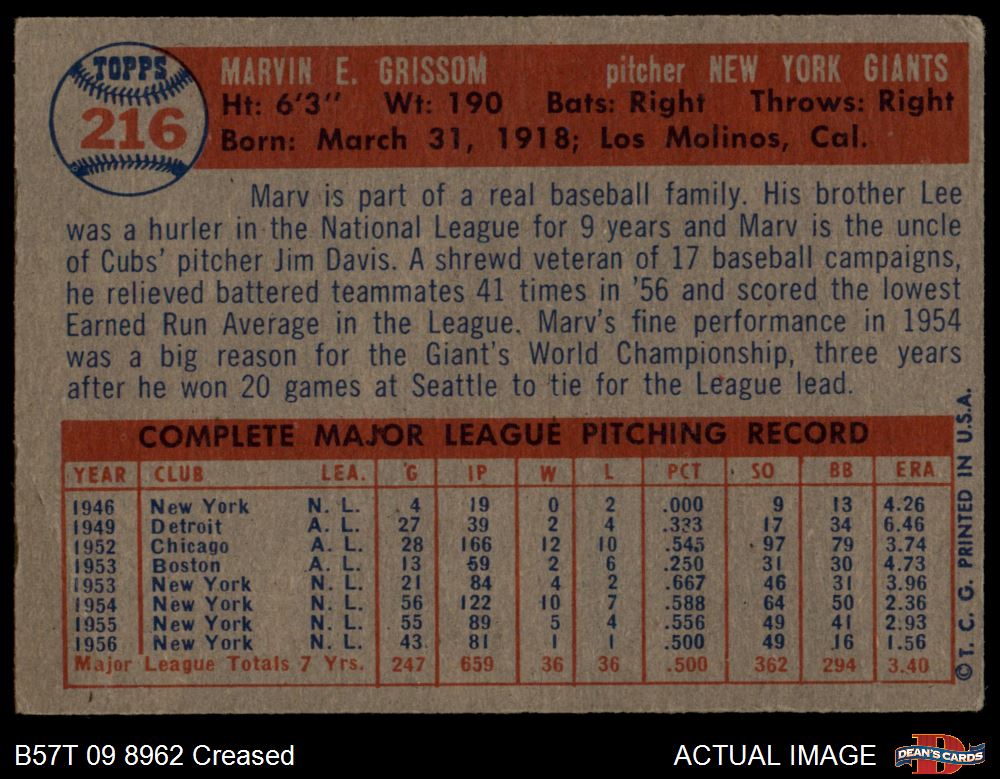 TOPPS
216
MARVIN E. GRISSOM pitcher NEW YORK GIANTS
Ht: 6'3" Wt: 190 Bats: Right Throws: Right
Born: March 31, 1918; Los Molinos, Cal.
Marv is part of a real baseball family. His brother Lee
was a hurler in the National League for 9 years and Marv is the uncle
of Cubs' pitcher Jim Davis. A shrewd veteran of 17 baseball campaigns,
he relieved battered teammates 41 times in '56 and scored the lowest
Earned Run Average in the League. Marv's fine performance in 1954
was a big reason for the Giant's World Championship, three years
after he won 20 games at Seattle to tie for the League lead.
COMPLETE MAJOR LEAGUE PITCHING RECORD
YEAR CLUB LEA. G IP W L PCT SO BB ERA
1946 New York N. L. 4 19 0 2 .000 9 13 4.26
1949 Detroit A. L. 27 39 2 4 .333 17 34 6.46
1952 Chicago A. L. 28 166 12 10 .545 97 79 3.74
1953 Boston A. L. 13 59 2 6 .250 31 30 4.73
1953 New York N. L. 21 84 4 2 .667 46 31 3.96
1954 New York N. L. 56 122 10 7 .588 64 50 2.36
1955 New York N. L. 55 89 5 4 .556 49 41 2.93
1956 New York N. L. 43 81 1 1 .500 49 16 1.56
Major League Totals 7 Yrs. 247 659 36 36 .500 362 294 3.40
© T. C. G. PRINTED IN U.S.A.
B57T 09 8962 Creased
ACTUAL IMAGE
DEAN'S CARDS